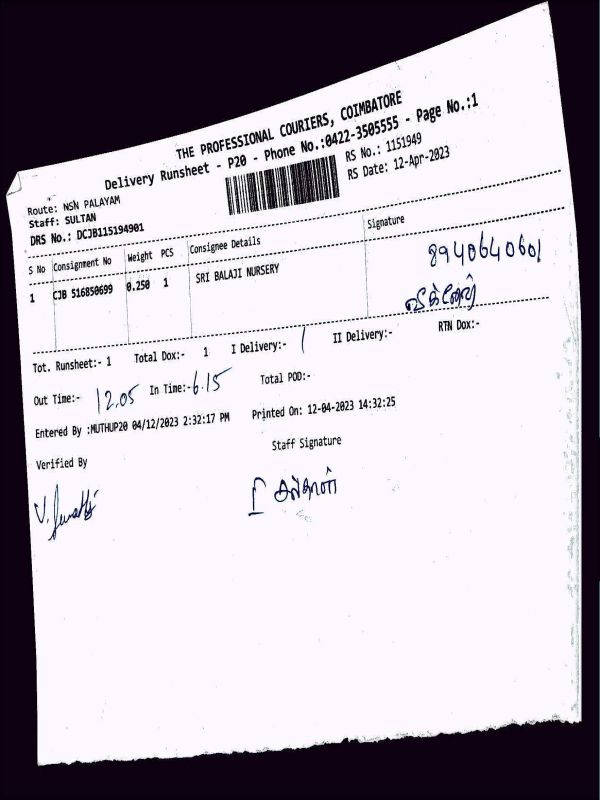 THE PROFESSIONAL COURIERS, COIMBATORE
Delivery Runsheet - P20 - Phone No.:0422-3505555 - Page No.:1
Route: NSN PALAYAM
RS No.: 1151949
Staff: SULTAN
RS Date: 12-Apr-2023
DRS No.: DCJB115194901
S No Consignment No Weight PCS Consignee Details Signature
1 CJB 516850699 0.250 1 SRI BALAJI NURSERY 8940640601
விக்னேஷ்
Tot. Runsheet:- 1 Total Dox:- 1 I Delivery:- 1 II Delivery:- RTN Dox:-
Out Time:- 12.05 In Time:- 6.15 Total POD:-
Entered By :MUTHUP20 04/12/2023 2:32:17 PM Printed On: 12-04-2023 14:32:25
Verified By Staff Signature